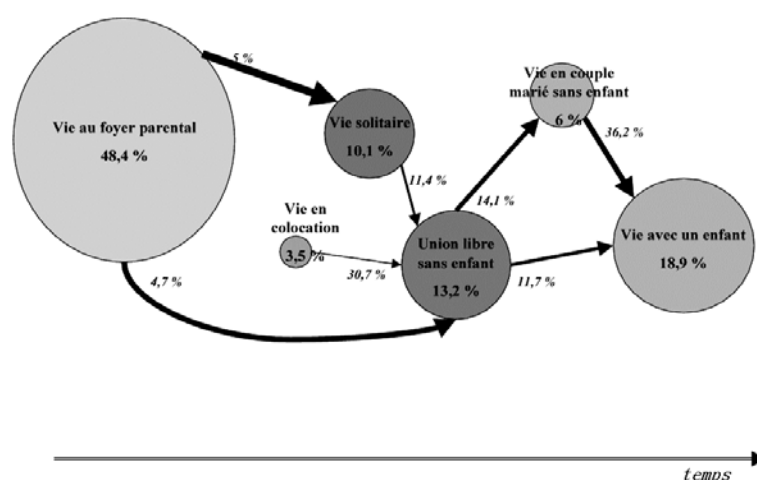 Vie au foyer parental
48,4 %
5 %
Vie solitaire
10,1 %
Vie en couple
marié sans enfant
6 %
36,2 %
11,4 %
14,1 %
Vie en
colocation
3,5 %
30,7 %
Union libre
sans enfant
13,2 %
11,7 %
Vie avec un enfant
18,9 %
4,7 %
temps